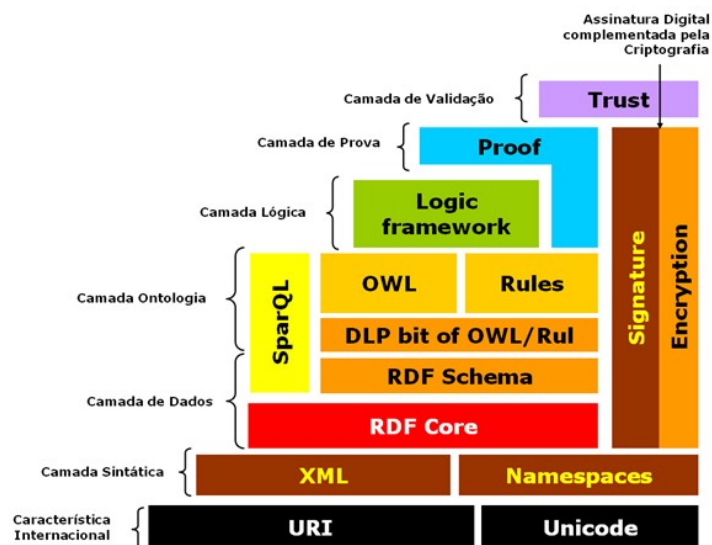 Assinatura Digital
complementada pela
Criptografia
Camada de Validação
Trust
Camada de Prova
Proof
Camada Lógica
Logic
framework
Signature
Encryption
Camada Ontologia
SparQL
OWL
Rules
DLP bit of OWL/Rul
Camada de Dados
RDF Schema
RDF Core
Camada Sintática
XML
Namespaces
Característica
Internacional
URI
Unicode